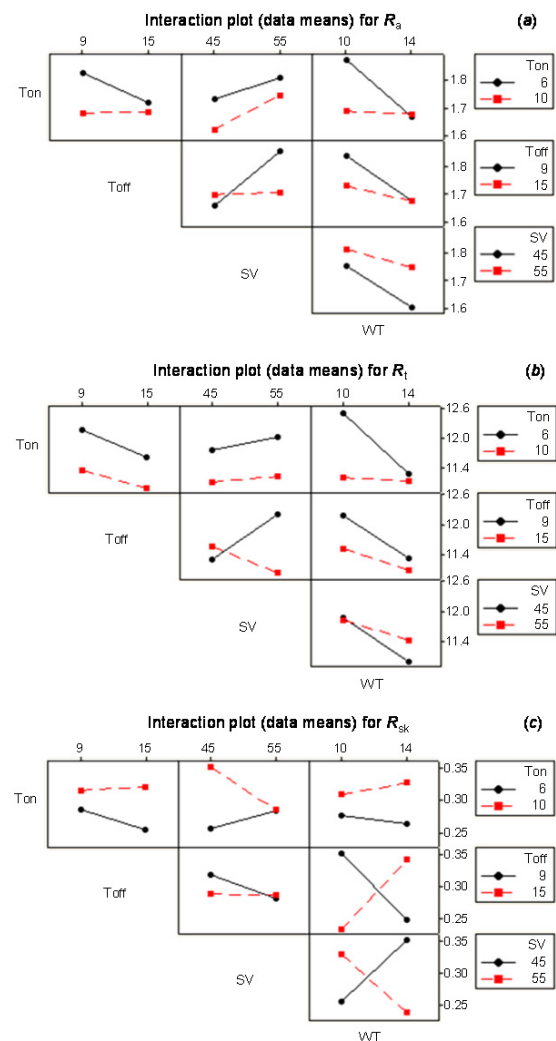 Interaction plot (data means) for Ra (a)
9 15 45 55 10 14
Ton
1.8
1.7
1.6
Ton
6
10
Toff
1.8
1.7
1.6
Toff
9
15
SV
1.8
1.7
1.6
SV
45
55
WT
Interaction plot (data means) for Rt (b)
9 15 45 55 10 14
Ton
12.6
12.0
11.4
Ton
6
10
Toff
12.6
12.0
11.4
Toff
9
15
SV
12.6
12.0
11.4
SV
45
55
WT
Interaction plot (data means) for Rsk (c)
9 15 45 55 10 14
Ton
0.35
0.30
0.25
Ton
6
10
Toff
0.35
0.30
0.25
Toff
9
15
SV
0.35
0.30
0.25
SV
45
55
WT